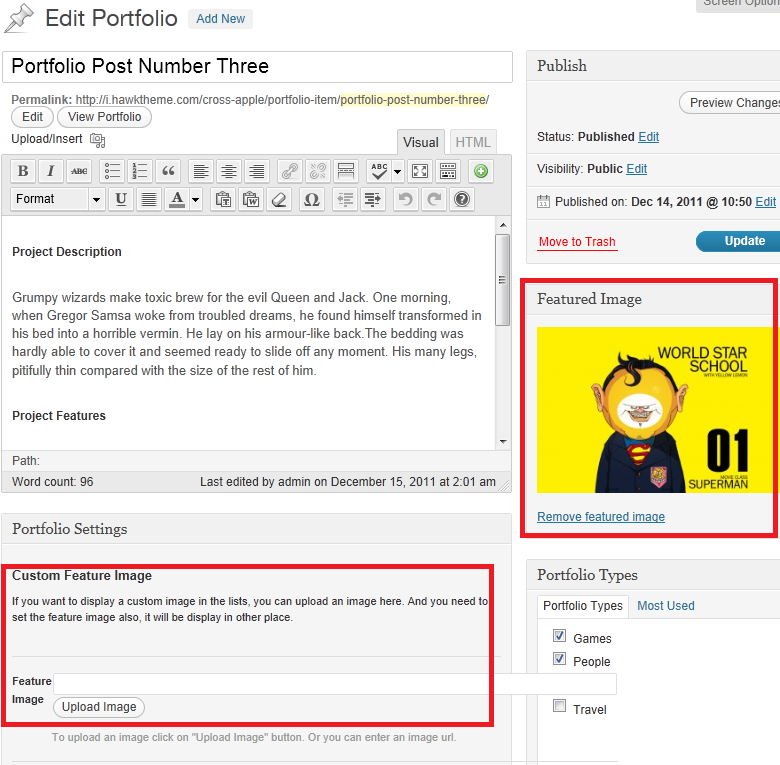 Edit Portfolio Add New
Screen Option
Portfolio Post Number Three
Permalink: http://i.hawktheme.com/cross-apple/portfolio-item/portfolio-post-number-three/
Edit View Portfolio
Upload/Insert
Visual HTML
B I ABC ABC
Format U A Ω
Project Description
Grumpy wizards make toxic brew for the evil Queen and Jack. One morning,
when Gregor Samsa woke from troubled dreams, he found himself transformed in
his bed into a horrible vermin. He lay on his armour-like back.The bedding was
hardly able to cover it and seemed ready to slide off any moment. His many legs,
pitifully thin compared with the size of the rest of him.
Project Features
Path:
Word count: 96 Last edited by admin on December 15, 2011 at 2:01 am
Portfolio Settings
Custom Feature Image
If you want to display a custom image in the lists, you can upload an image here. And you need to
set the feature image also, it will be display in other place.
Feature
Image
Upload Image
To upload an image click on "Upload Image" button. Or you can enter an image url.
Publish
Preview Changes
Status: Published Edit
Visibility: Public Edit
Published on: Dec 14, 2011 @ 10:50 Edit
Move to Trash Update
Featured Image
WORLD STAR
SCHOOL
WITH YELLOW LEMON
01
MOVIE CLASS
SUPERMAN
Remove featured image
Portfolio Types
Portfolio Types Most Used
Games
People
Travel